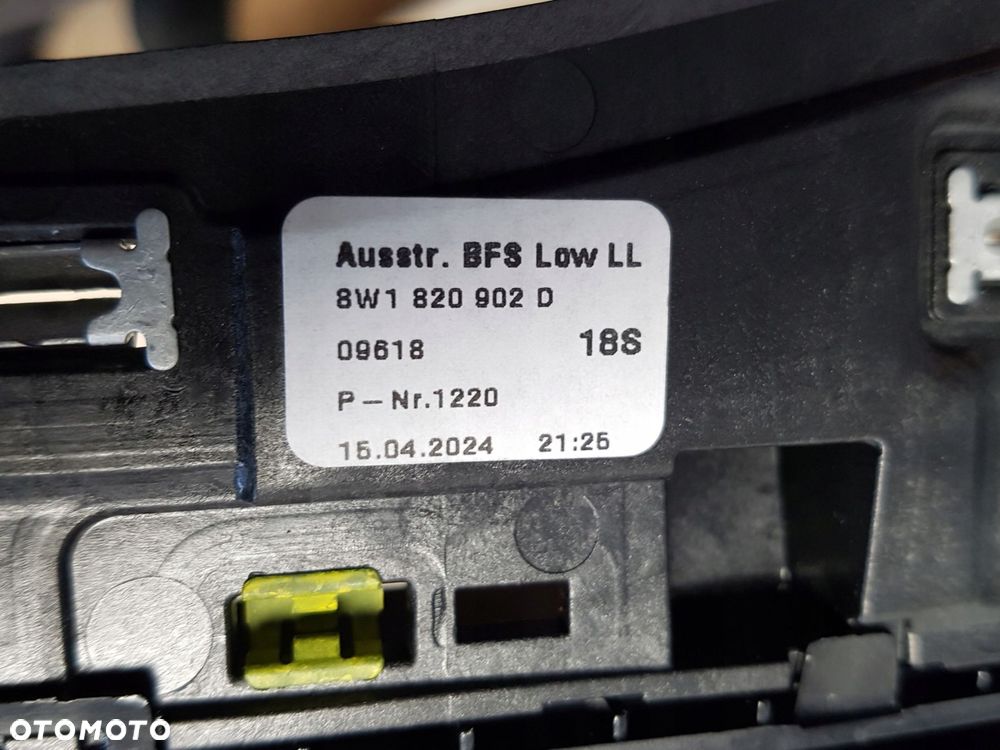 Ausstr. BFS Low LL
8W1 820 902 D
09618 18S
P-Nr.1220
15.04.2024 21:25
OTOMOTO